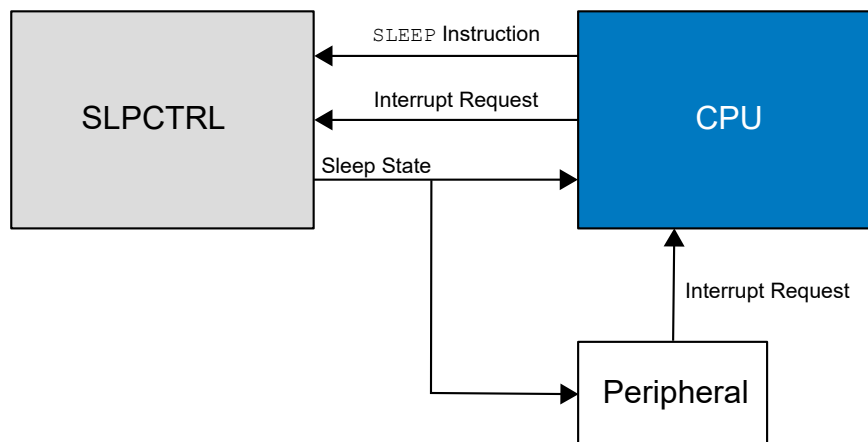 SLEEP Instruction
SLPCTRL
Interrupt Request
CPU
Sleep State
Interrupt Request
Peripheral